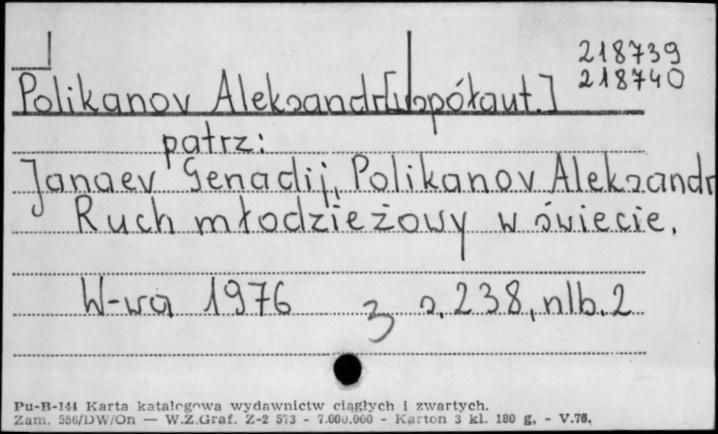 218739
218740
Polikanov Aleksandr [współaut.]
patrz:
Janaev Genadij, Polikanov Aleksandr
Ruch młodzieżowy w świecie.
W-wa 1976 3 s. 238, nlb. 2
Pu-B-144 Karta katalogowa wydawnictw ciągłych i zwartych.
Zam. 556/DW/On — W.Z.Graf. Z-2 573 - 7.000.000 - Karton 3 kl. 180 g. - V.76.